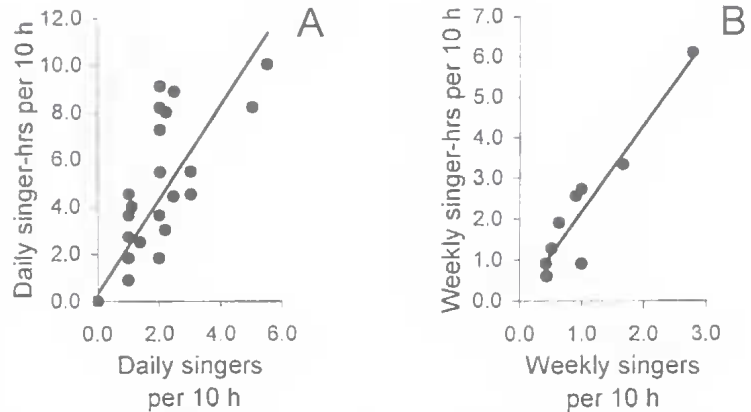 A
Daily singer-hrs per 10 h
12.0
10.0
8.0
6.0
4.0
2.0
0.0
0.0 2.0 4.0 6.0
Daily singers
per 10 h
B
Weekly singer-hrs per 10 h
7.0
6.0
5.0
4.0
3.0
2.0
1.0
0.0
0.0 1.0 2.0 3.0
Weekly singers
per 10 h